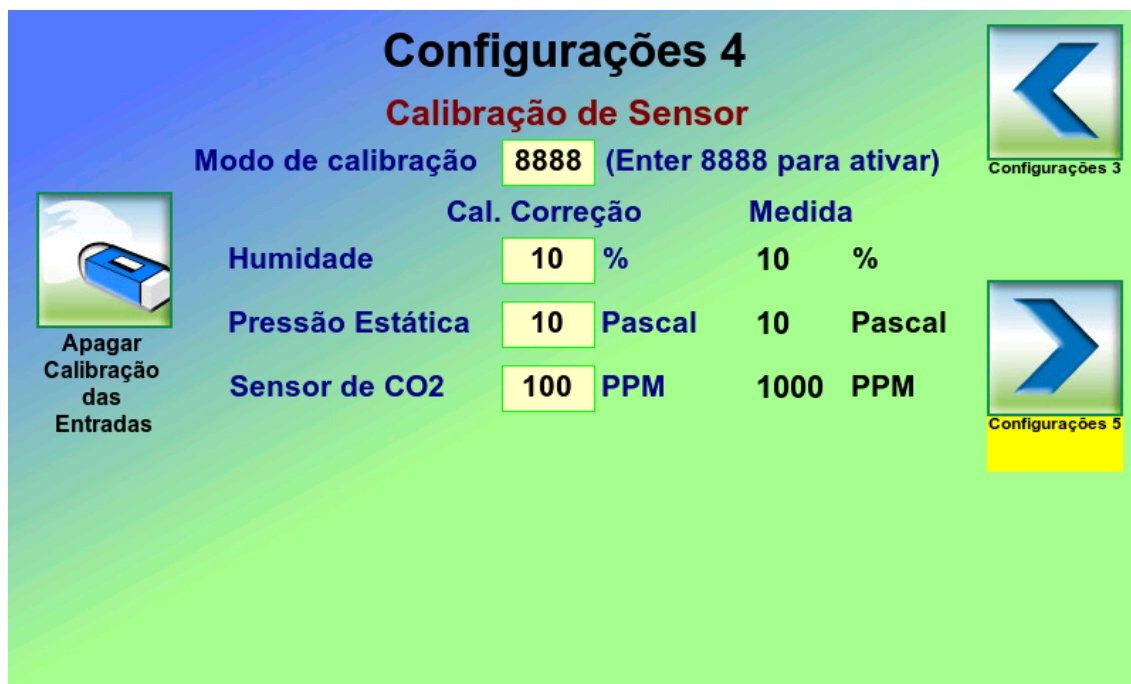 Configurações 4
Calibração de Sensor
Modo de calibração 8888 (Enter 8888 para ativar)
Configurações 3
Cal. Correção Medida
Humidade 10 % 10 %
Pressão Estática 10 Pascal 10 Pascal
Sensor de CO2 100 PPM 1000 PPM
Apagar
Calibração
das
Entradas
Configurações 5